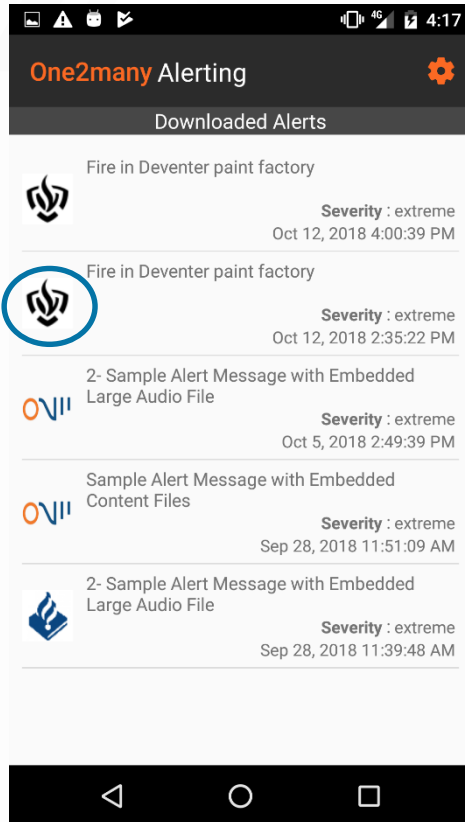 4G 4:17
One2many Alerting
Downloaded Alerts
Fire in Deventer paint factory
Severity : extreme
Oct 12, 2018 4:00:39 PM
Fire in Deventer paint factory
Severity : extreme
Oct 12, 2018 2:35:22 PM
2- Sample Alert Message with Embedded
Large Audio File
Severity : extreme
Oct 5, 2018 2:49:39 PM
Sample Alert Message with Embedded
Content Files
Severity : extreme
Sep 28, 2018 11:51:09 AM
2- Sample Alert Message with Embedded
Large Audio File
Severity : extreme
Sep 28, 2018 11:39:48 AM